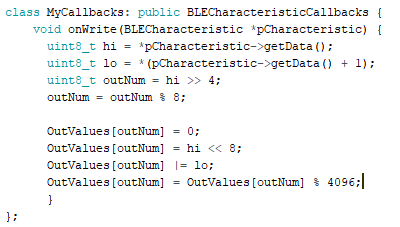 class MyCallbacks: public BLECharacteristicCallbacks {
    void onWrite(BLECharacteristic *pCharacteristic) {
      uint8_t hi = *pCharacteristic->getData();
      uint8_t lo = *(pCharacteristic->getData() + 1);
      uint8_t outNum = hi >> 4;
      outNum = outNum % 8;

      OutValues[outNum] = 0;
      OutValues[outNum] = hi << 8;
      OutValues[outNum] |= lo;
      OutValues[outNum] = OutValues[outNum] % 4096;
      }
};